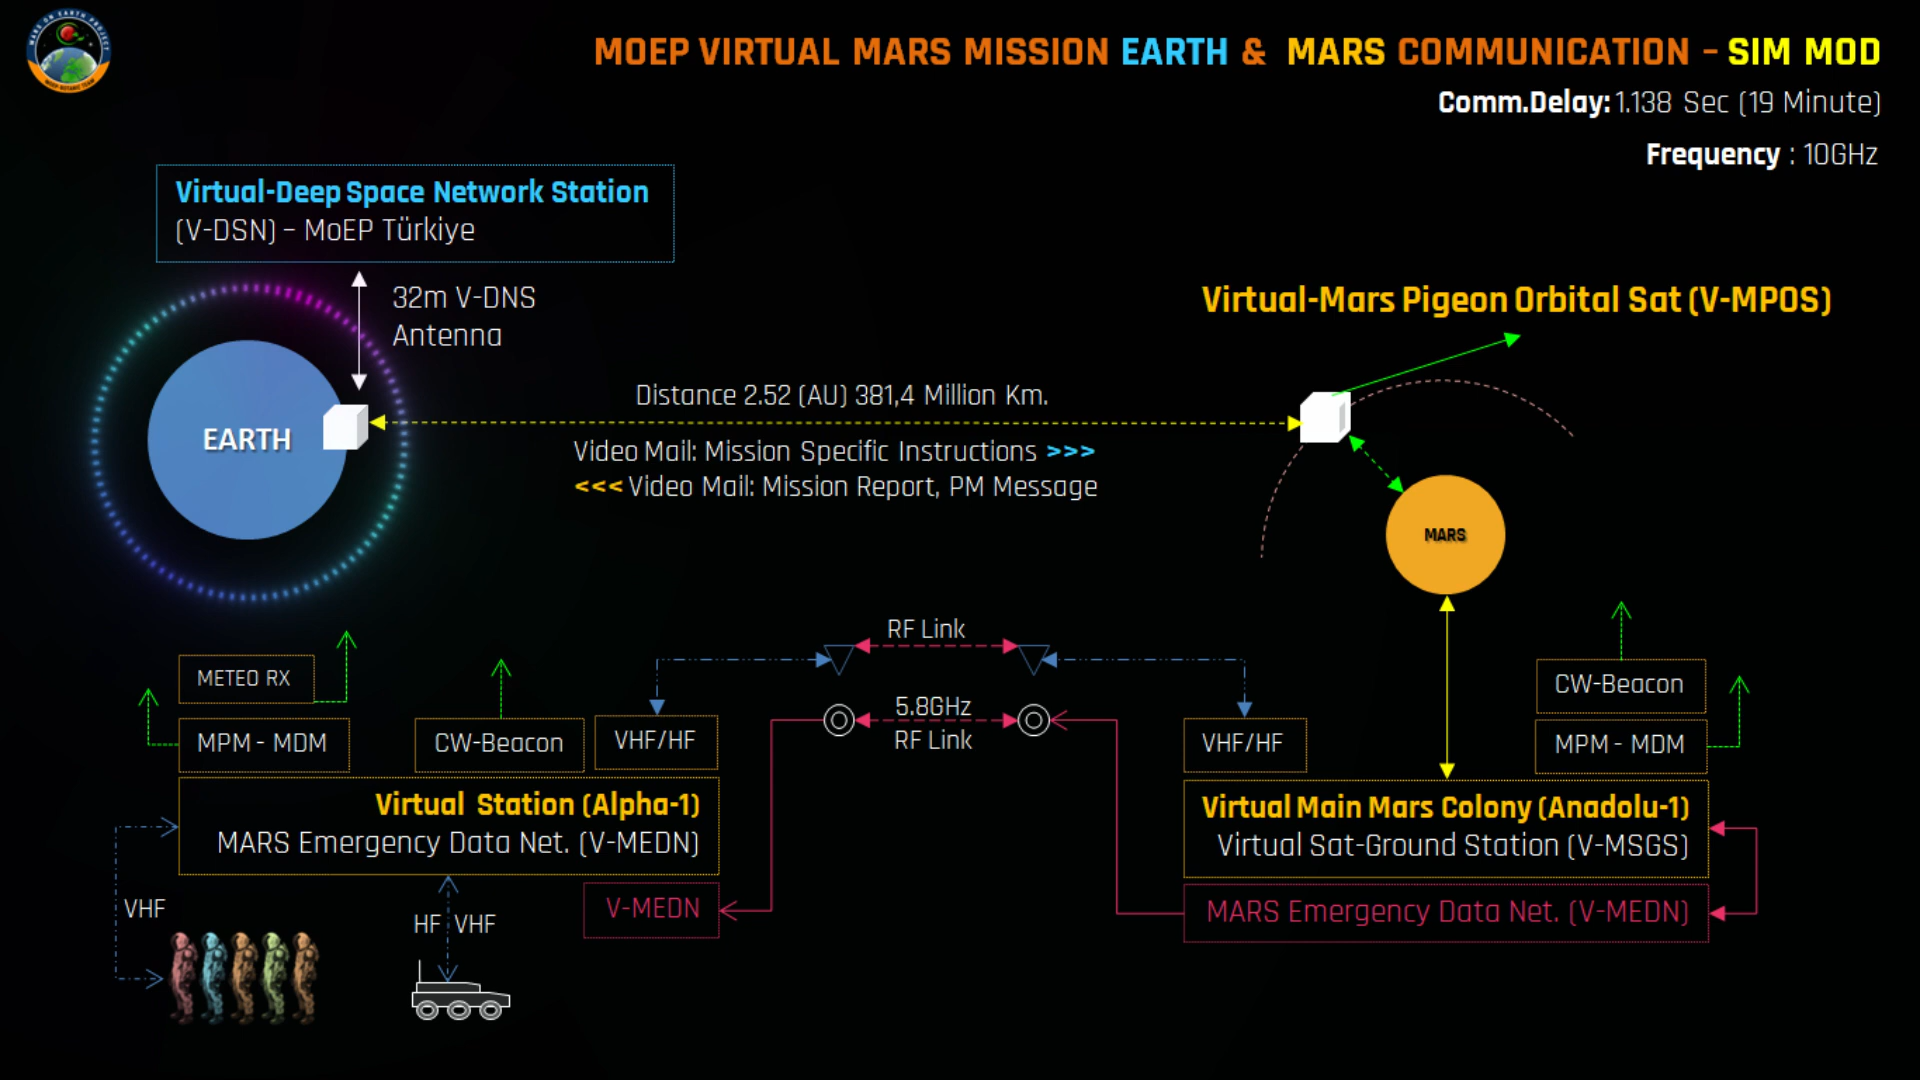 MOEP VIRTUAL MARS MISSION EARTH & MARS COMMUNICATION – SIM MOD
Comm.Delay: 1.138 Sec (19 Minute)
Frequency : 10GHz
MARS ON EARTH PROJECT
Virtual-Deep Space Network Station
(V-DSN) – MoEP Türkiye
32m V-DNS
Antenna
Virtual-Mars Pigeon Orbital Sat (V-MPOS)
EARTH
Distance 2.52 (AU) 381,4 Million Km.
Video Mail: Mission Specific Instructions >>>
<<< Video Mail: Mission Report, PM Message
MARS
RF Link
METEO RX
MPM - MDM
CW-Beacon
VHF/HF
5.8GHz
RF Link
VHF/HF
CW-Beacon
MPM - MDM
Virtual Station (Alpha-1)
MARS Emergency Data Net. (V-MEDN)
Virtual Main Mars Colony (Anadolu-1)
Virtual Sat-Ground Station (V-MSGS)
VHF
HF VHF
V-MEDN
MARS Emergency Data Net. (V-MEDN)